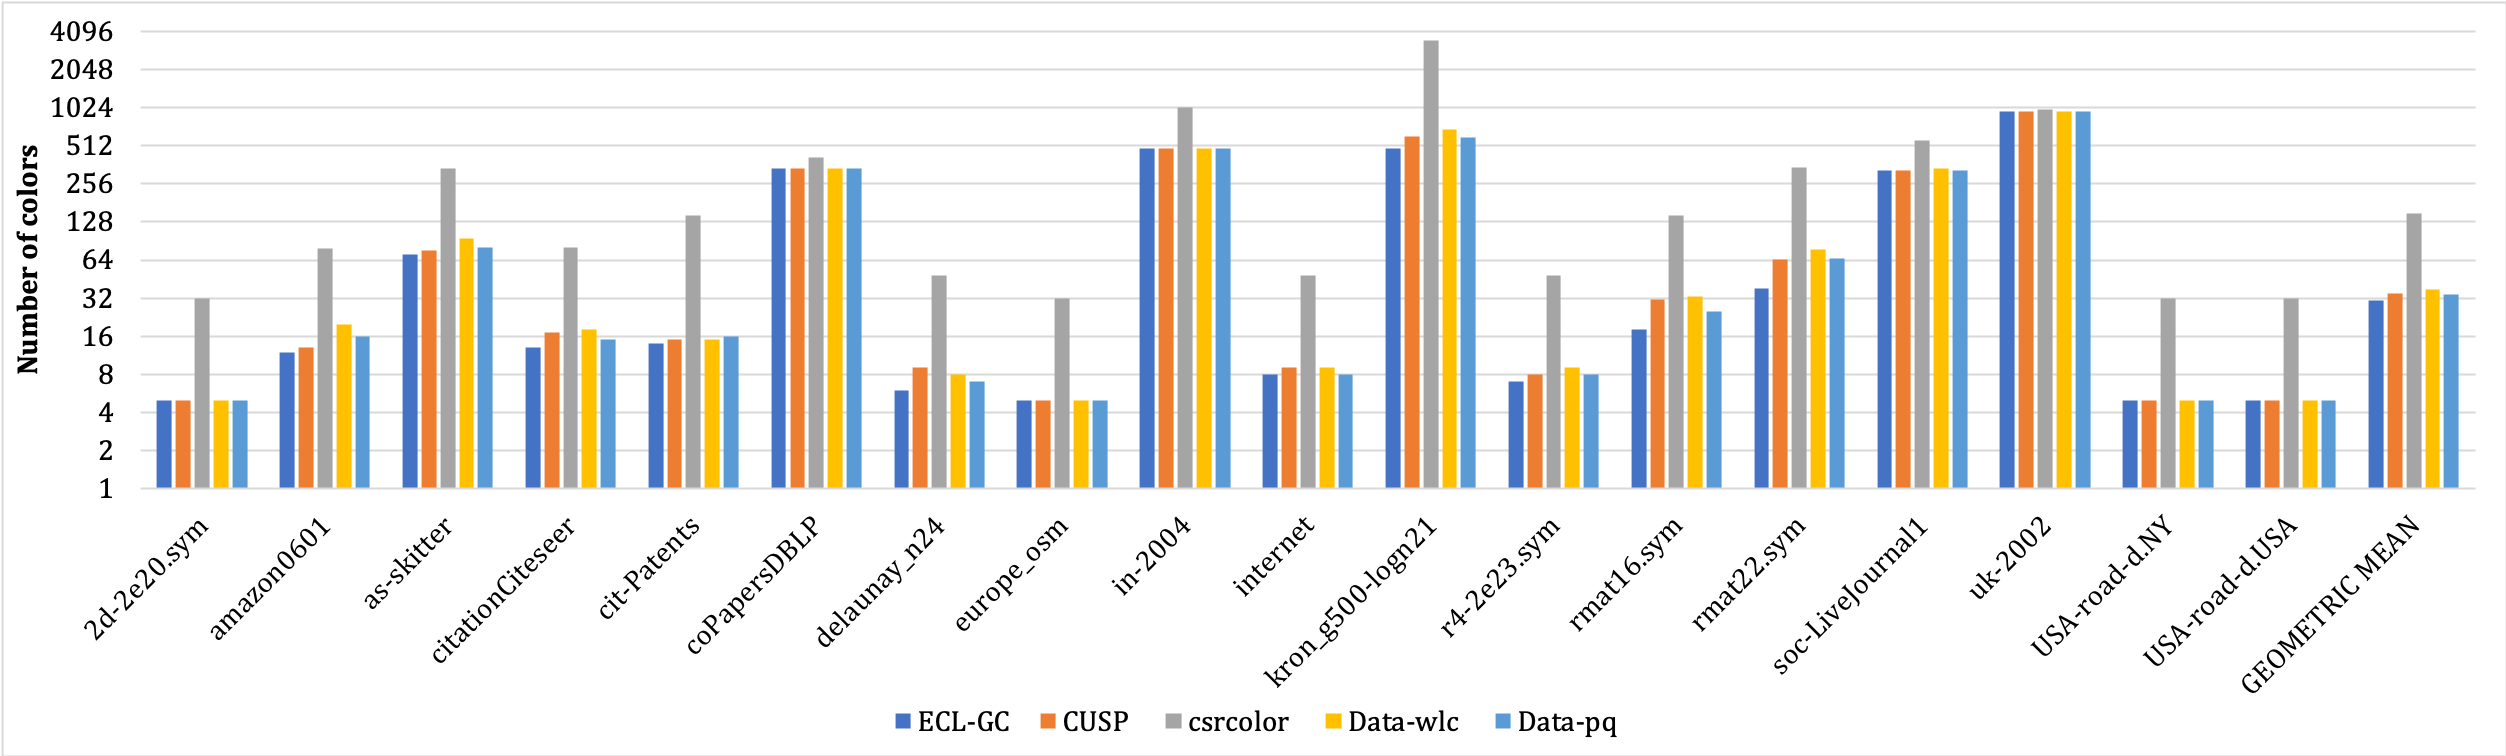 Number of colors
4096
2048
1024
512
256
128
64
32
16
8
4
2
1
2d-2e20.sym
amazon0601
as-skitter
citationCiteseer
cit-Patents
coPapersDBLP
delaunay_n24
europe_osm
in-2004
internet
kron_g500-logn21
r4-2e23.sym
rmat16.sym
rmat22.sym
soc-LiveJournal1
uk-2002
USA-road-d.NY
USA-road-d.USA
GEOMETRIC MEAN
ECL-GC CUSP csrcolor Data-wlc Data-pq